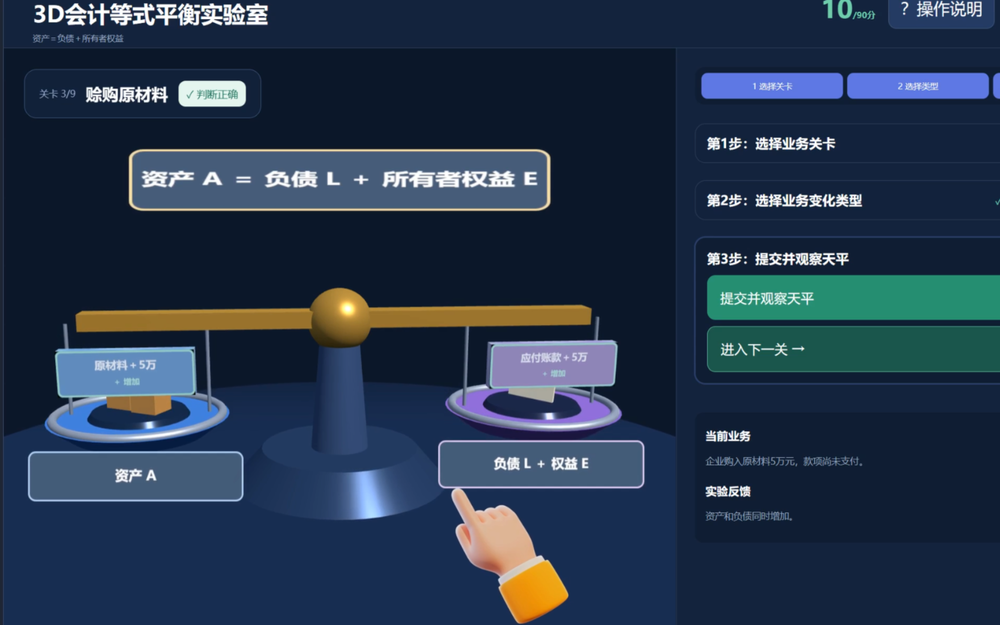 3D会计等式平衡实验室
资产=负债+所有者权益
10/90分
? 操作说明
关卡 3/9 赊购原材料 ✓判断正确
资产 A = 负债 L + 所有者权益 E
原材料+5万
+ 增加
应付账款+5万
+ 增加
资产 A
负债 L + 权益 E
1 选择关卡
2 选择类型
第1步：选择业务关卡
第2步：选择业务变化类型
第3步：提交并观察天平
提交并观察天平
进入下一关 →
当前业务
企业购入原材料5万元，款项尚未支付。
实验反馈
资产和负债同时增加。